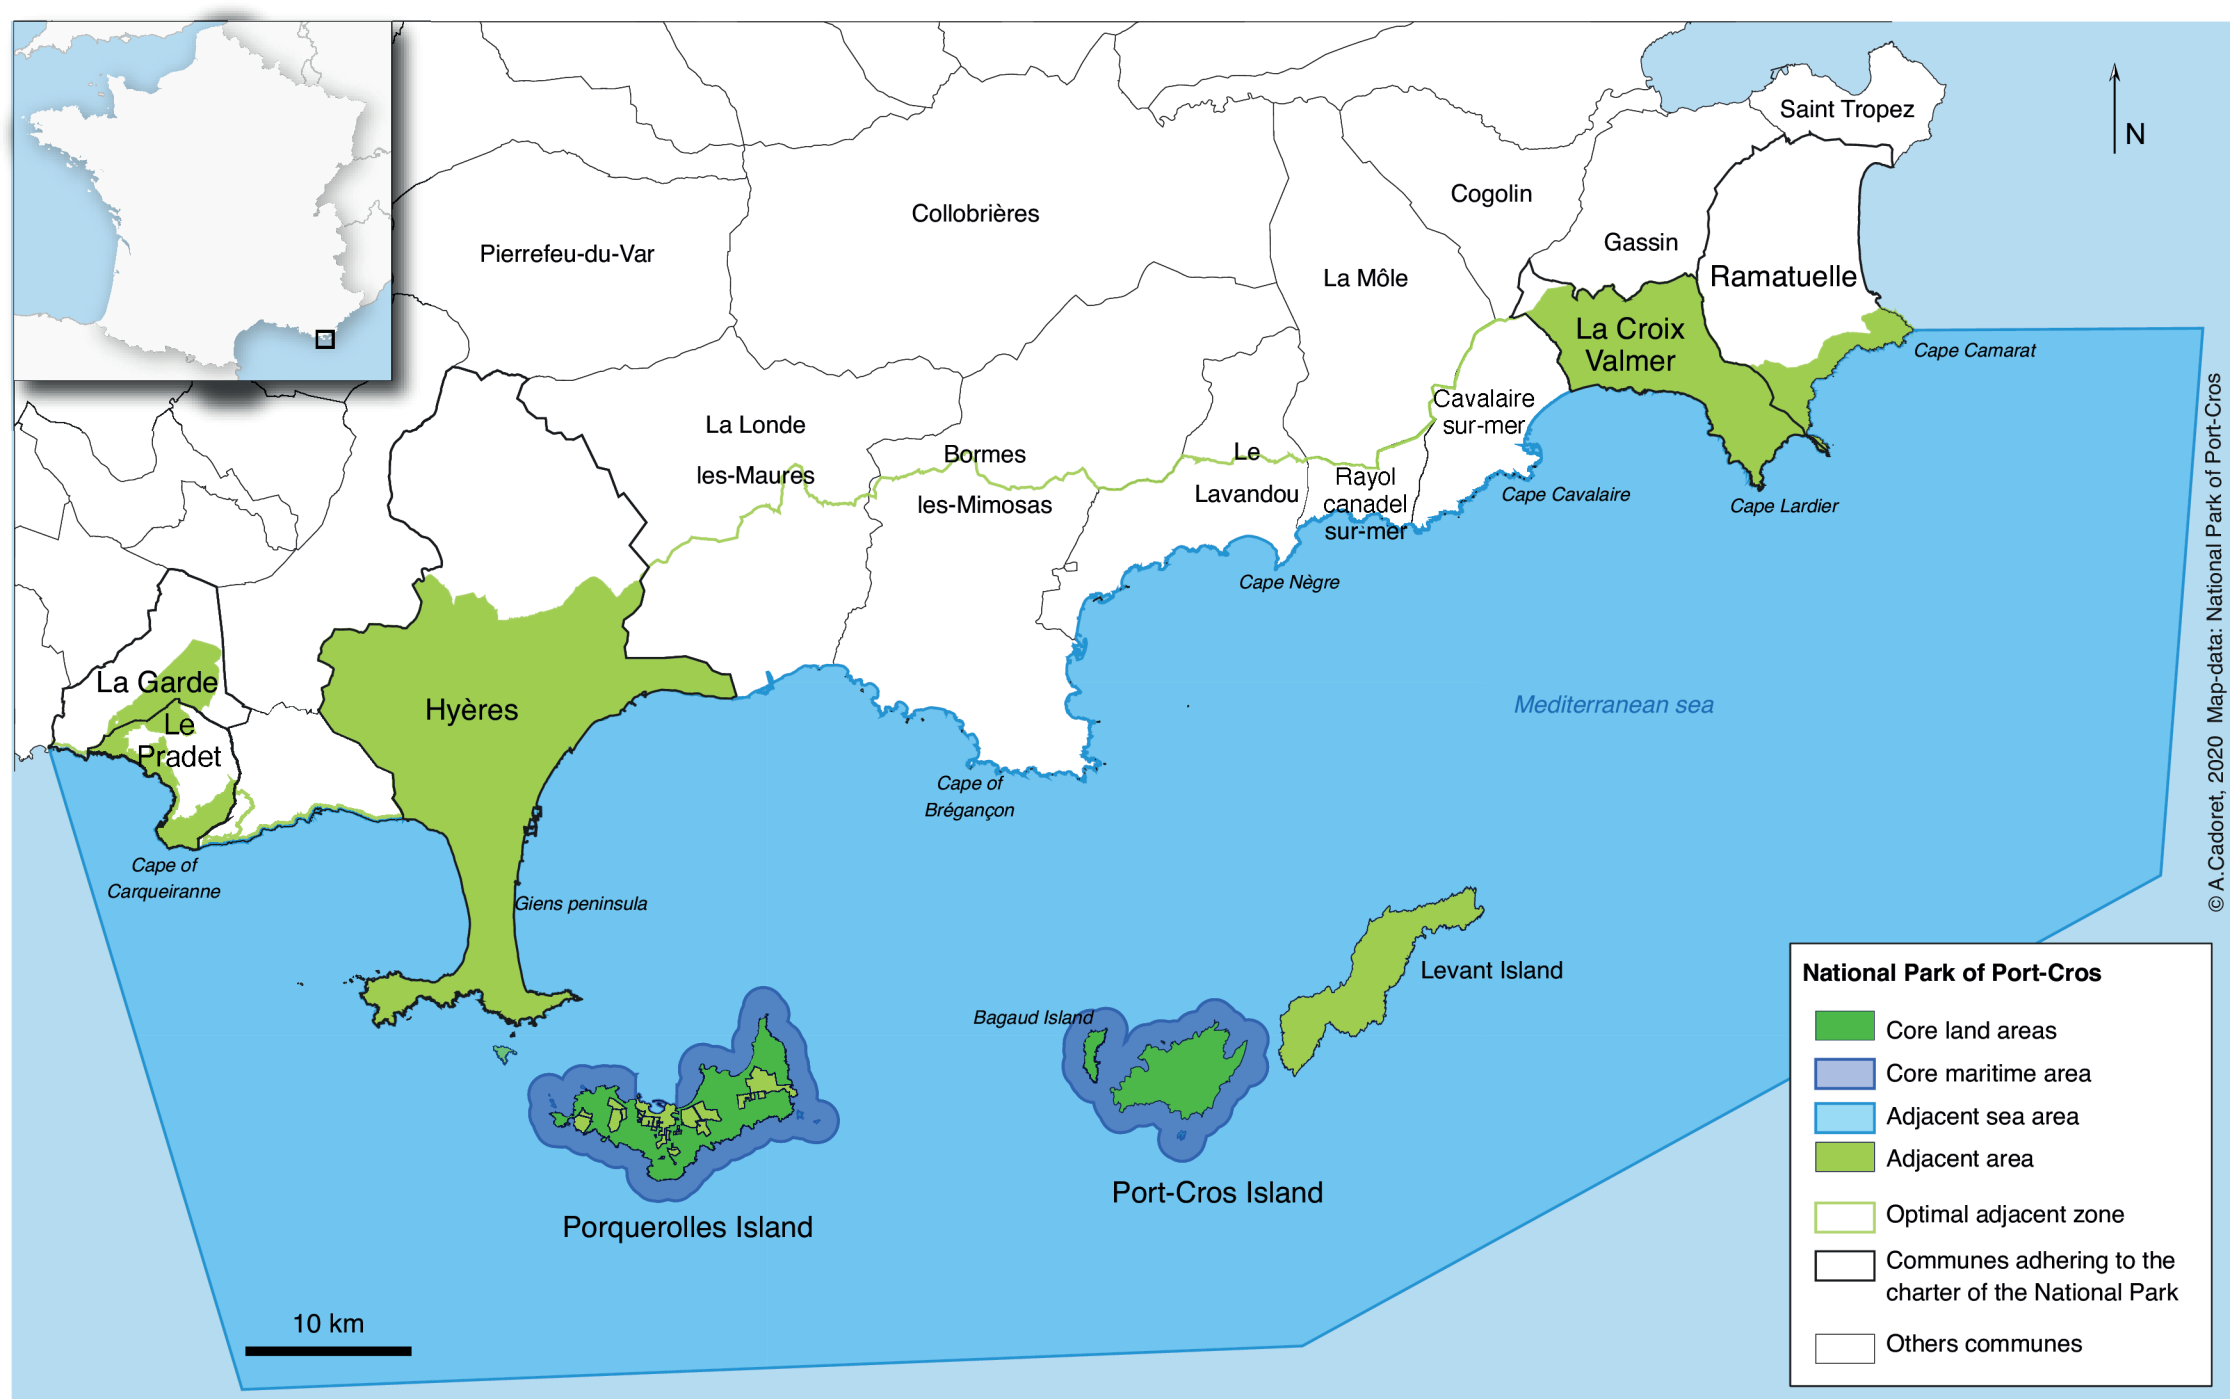 Saint Tropez
N
Cogolin
Collobrières
Gassin
Pierrefeu-du-Var
La Môle
Ramatuelle
La Croix
Valmer
Cape Camarat
Cavalaire
sur-mer
La Londe
les-Maures
Bormes
les-Mimosas
Le
Lavandou
Rayol
canadel
sur-mer
Cape Cavalaire
Cape Lardier
Cape Nègre
La Garde
Le
Pradet
Hyères
Mediterranean sea
Cape of
Brégançon
Cape of
Carqueiranne
Giens peninsula
Levant Island
Bagaud Island
Port-Cros Island
Porquerolles Island
10 km
National Park of Port-Cros
Core land areas
Core maritime area
Adjacent sea area
Adjacent area
Optimal adjacent zone
Communes adhering to the
charter of the National Park
Others communes
© A.Cadoret, 2020 Map-data: National Park of Port-Cros